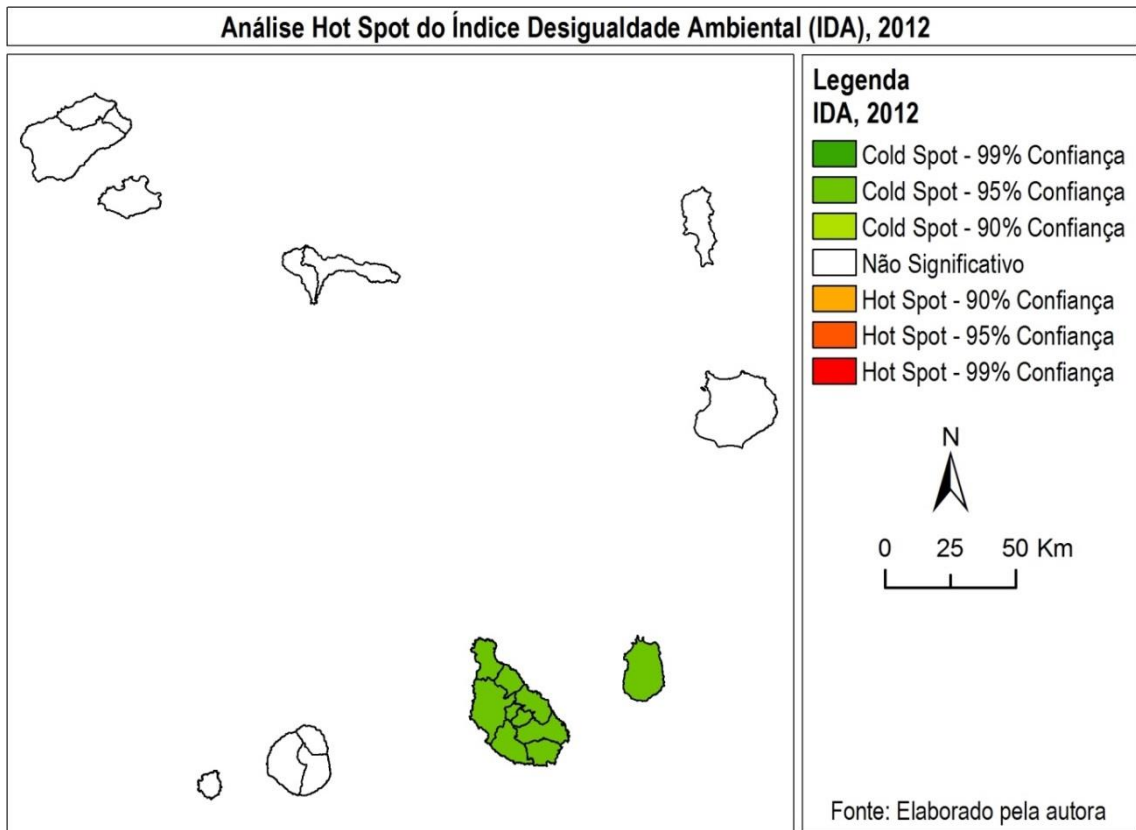 Análise Hot Spot do Índice Desigualdade Ambiental (IDA), 2012
Legenda
IDA, 2012
Cold Spot - 99% Confiança
Cold Spot - 95% Confiança
Cold Spot - 90% Confiança
Não Significativo
Hot Spot - 90% Confiança
Hot Spot - 95% Confiança
Hot Spot - 99% Confiança
N
0 25 50 Km
Fonte: Elaborado pela autora